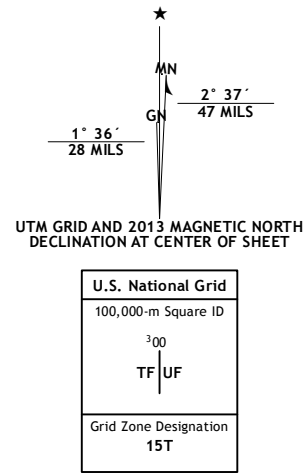 ★
MN
GN
2° 37´
47 MILS
1° 36´
28 MILS
UTM GRID AND 2013 MAGNETIC NORTH
DECLINATION AT CENTER OF SHEET
U.S. National Grid
100,000-m Square ID
³00
TF UF
Grid Zone Designation
15T